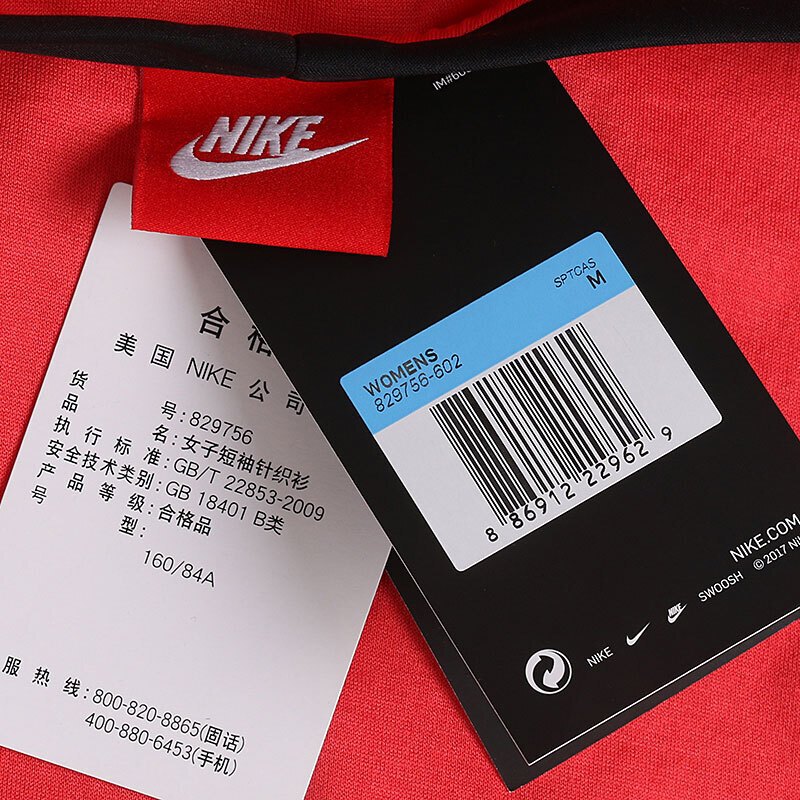 NIKE
合
美国 NIKE 公司
货号:829756
品名:女子短袖针织衫
执行标准:GB/T 22853-2009
安全技术类别:GB 18401 B类
产品等级:合格品
号型:
160/84A
服热线:800-820-8865(固话)
400-880-6453(手机)
SPTCAS
M
WOMENS
829756-602
8 86912 22962 9
NIKE.COM
NIKE
SWOOSH ©2017